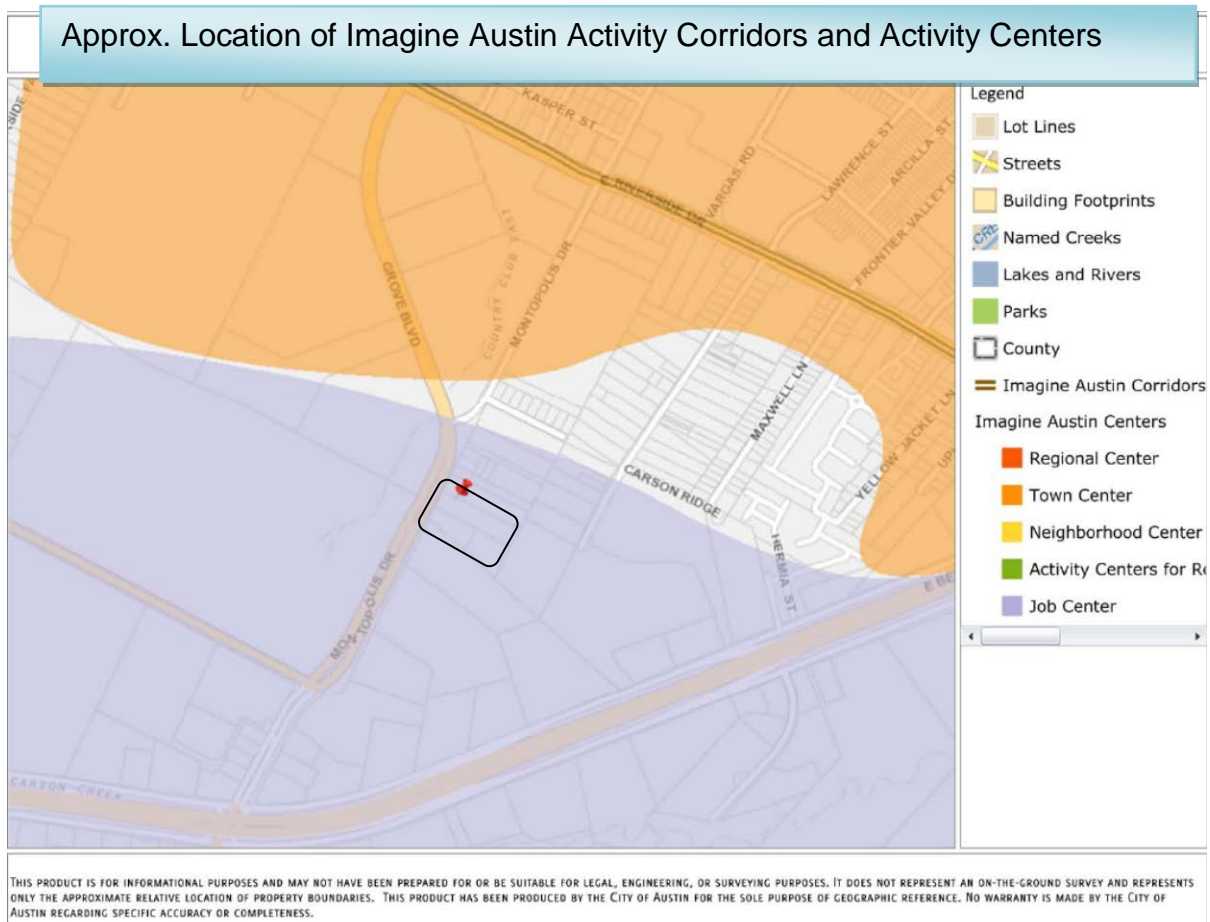 Approx. Location of Imagine Austin Activity Corridors and Activity Centers
KASPER ST
E RIVERSIDE DR
VARGAS RD
LAWRENCE ST
ARCILLA ST
FRONTIER VALLEY D
GROVE BLVD
COUNTRY CLUB EAST
MONTOPOLIS DR
MAXWELL LN
YELLOW JACKET LN
CARSON RIDGE
HERMIA ST
MONTOPOLIS DR
E BE
CARSON CREEK
Legend
Lot Lines
Streets
Building Footprints
CRE
Named Creeks
Lakes and Rivers
Parks
County
Imagine Austin Corridors
Imagine Austin Centers
Regional Center
Town Center
Neighborhood Center
Activity Centers for Re
Job Center
THIS PRODUCT IS FOR INFORMATIONAL PURPOSES AND MAY NOT HAVE BEEN PREPARED FOR OR BE SUITABLE FOR LEGAL, ENGINEERING, OR SURVEYING PURPOSES. IT DOES NOT REPRESENT AN ON-THE-GROUND SURVEY AND REPRESENTS
ONLY THE APPROXIMATE RELATIVE LOCATION OF PROPERTY BOUNDARIES. THIS PRODUCT HAS BEEN PRODUCED BY THE CITY OF AUSTIN FOR THE SOLE PURPOSE OF GEOGRAPHIC REFERENCE. NO WARRANTY IS MADE BY THE CITY OF
AUSTIN REGARDING SPECIFIC ACCURACY OR COMPLETENESS.